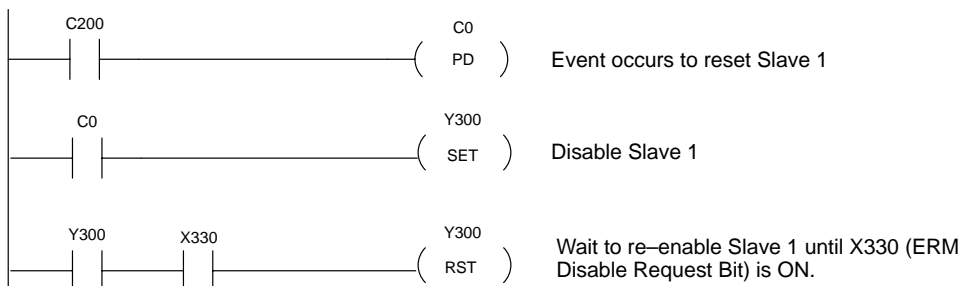 C200
C0
PD
Event occurs to reset Slave 1
C0
Y300
SET
Disable Slave 1
Y300
X330
Y300
RST
Wait to re–enable Slave 1 until X330 (ERM
Disable Request Bit) is ON.